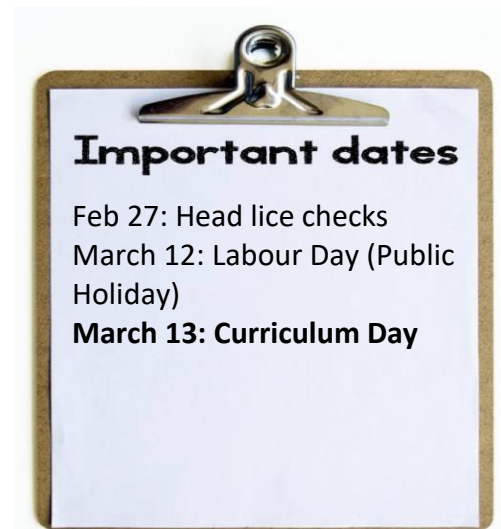 Important dates
Feb 27: Head lice checks
March 12: Labour Day (Public
Holiday)
March 13: Curriculum Day